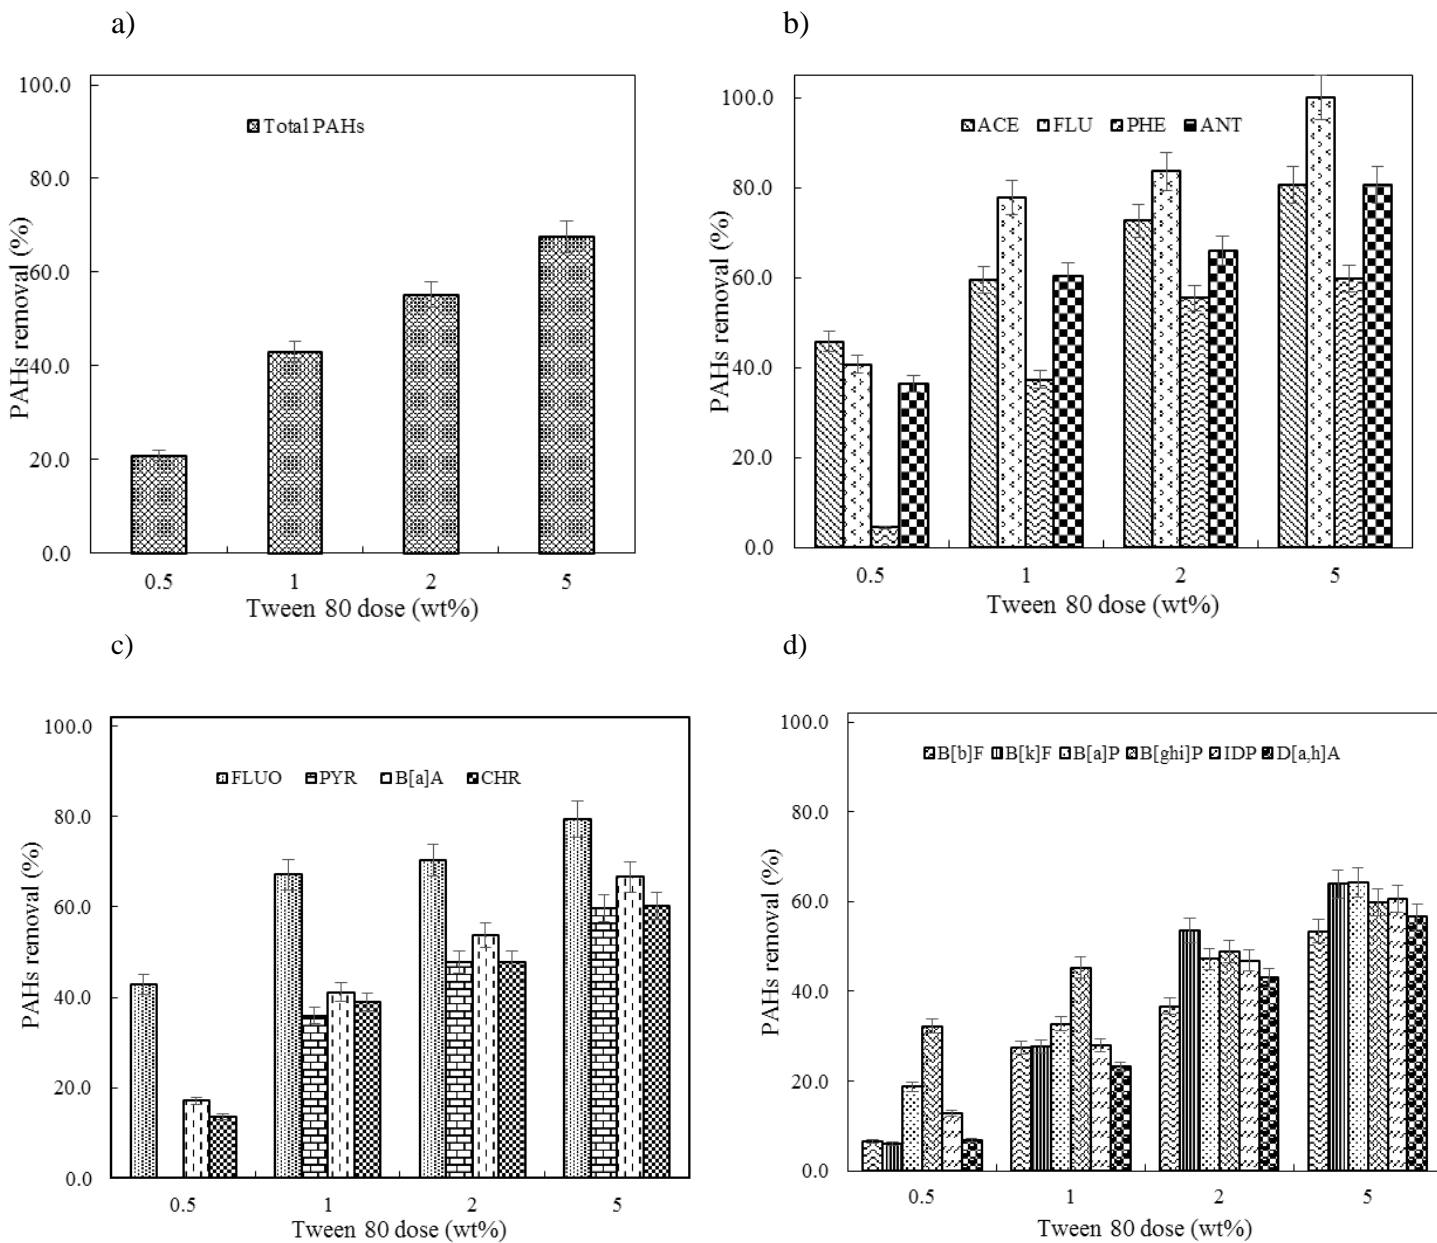 a)
100.0
80.0
60.0
40.0
20.0
0.0
PAHs removal (%)
Total PAHs
0.5 1 2 5
Tween 80 dose (wt%)
b)
100.0
80.0
60.0
40.0
20.0
0.0
PAHs removal (%)
ACE FLU PHE ANT
0.5 1 2 5
Tween 80 dose (wt%)
c)
100.0
80.0
60.0
40.0
20.0
0.0
PAHs removal (%)
FLUO PYR B[a]A CHR
0.5 1 2 5
Tween 80 dose (wt%)
d)
100.0
80.0
60.0
40.0
20.0
0.0
PAHs removal (%)
B[b]F B[k]F B[a]P B[ghi]P IDP D[a,h]A
0.5 1 2 5
Tween 80 dose (wt%)